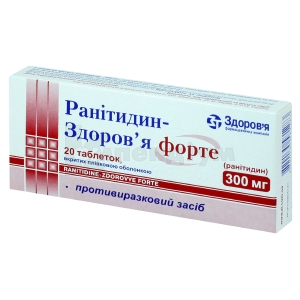 Здоров'я
Ранітидин-
Здоров'я форте
20 таблеток,
вкритих плівковою оболонкою
(ранітидин)
RANITIDINE-ZDOROVYE FORTE
300 мг
• противиразковий засіб